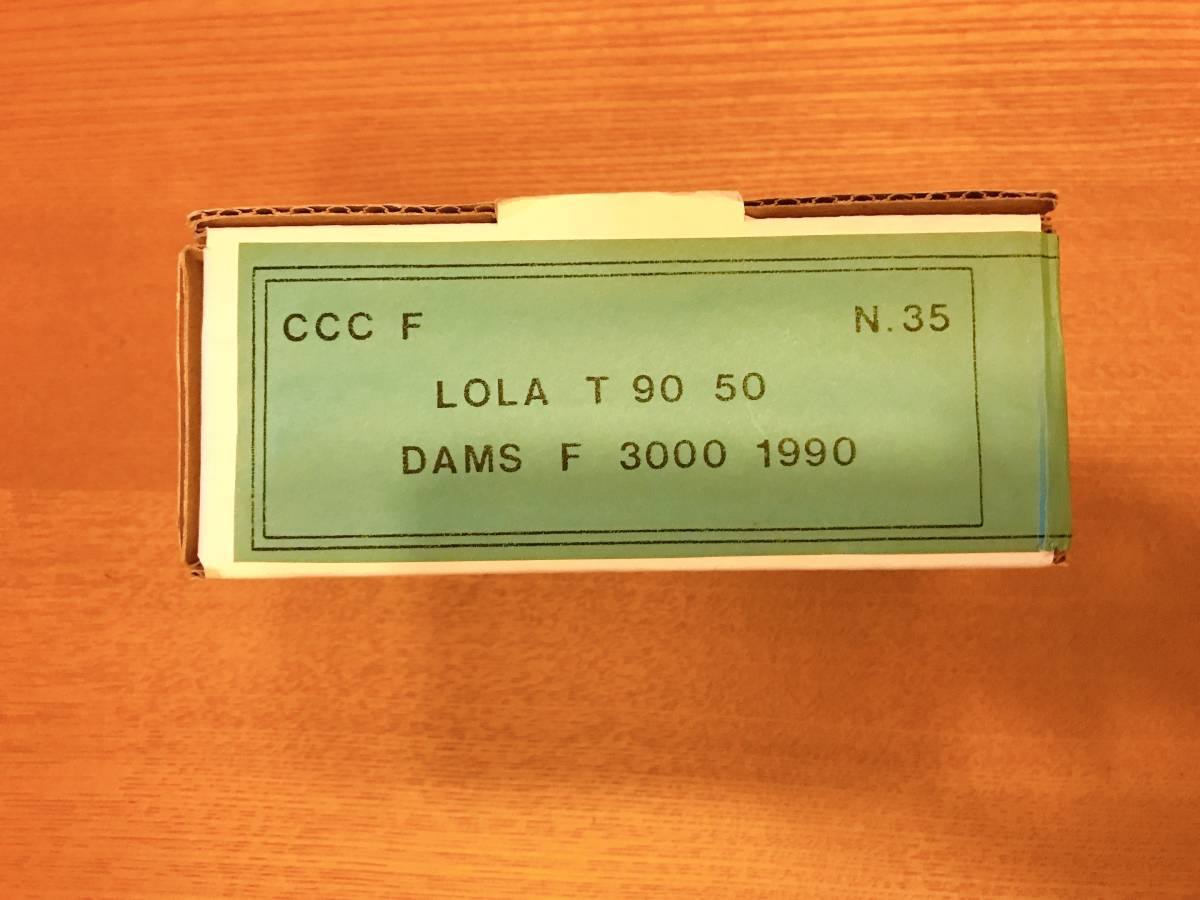 CCC F N.35
LOLA T 90 50
DAMS F 3000 1990